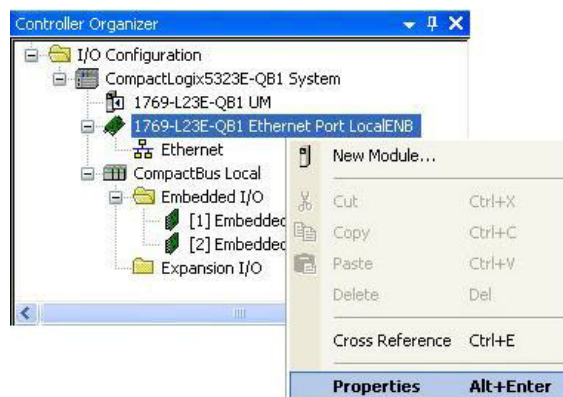 Controller Organizer
I/O Configuration
CompactLogix5323E-QB1 System
1769-L23E-QB1 UM
1769-L23E-QB1 Ethernet Port LocalENB
Ethernet
CompactBus Local
Embedded I/O
[1] Embedded
[2] Embedded
Expansion I/O
New Module...
Cut Ctrl+X
Copy Ctrl+C
Paste Ctrl+V
Delete Del
Cross Reference Ctrl+E
Properties Alt+Enter